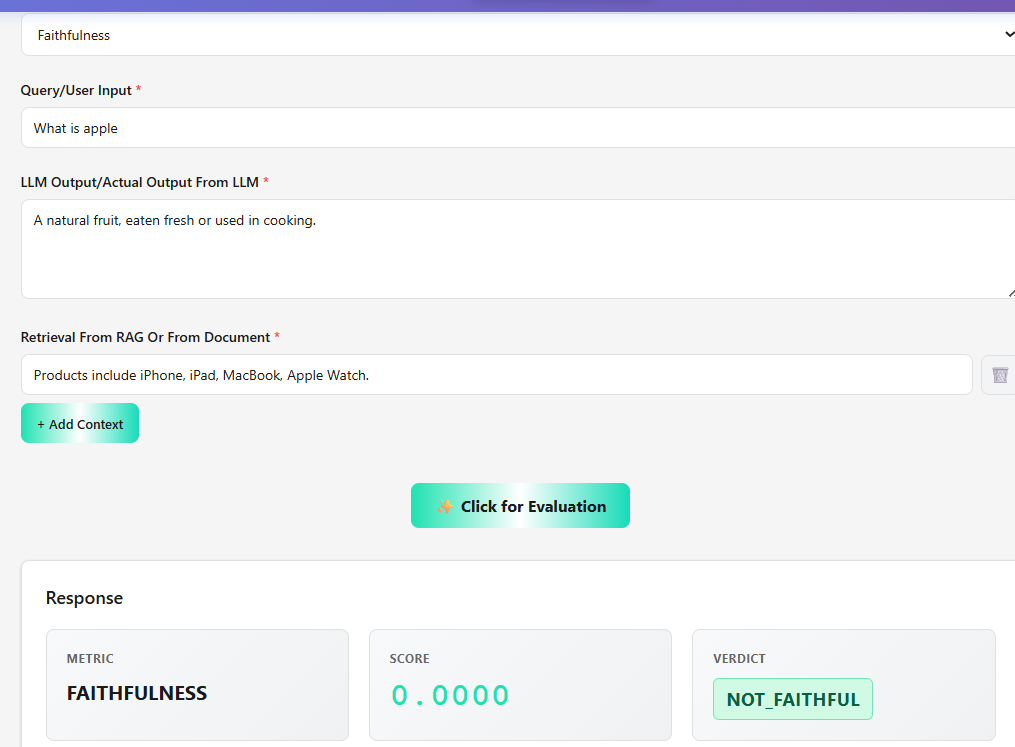 Faithfulness
Query/User Input *
What is apple
LLM Output/Actual Output From LLM *
A natural fruit, eaten fresh or used in cooking.
Retrieval From RAG Or From Document *
Products include iPhone, iPad, MacBook, Apple Watch.
+ Add Context
✨ Click for Evaluation
Response
METRIC
FAITHFULNESS
SCORE
0.0000
VERDICT
NOT_FAITHFUL